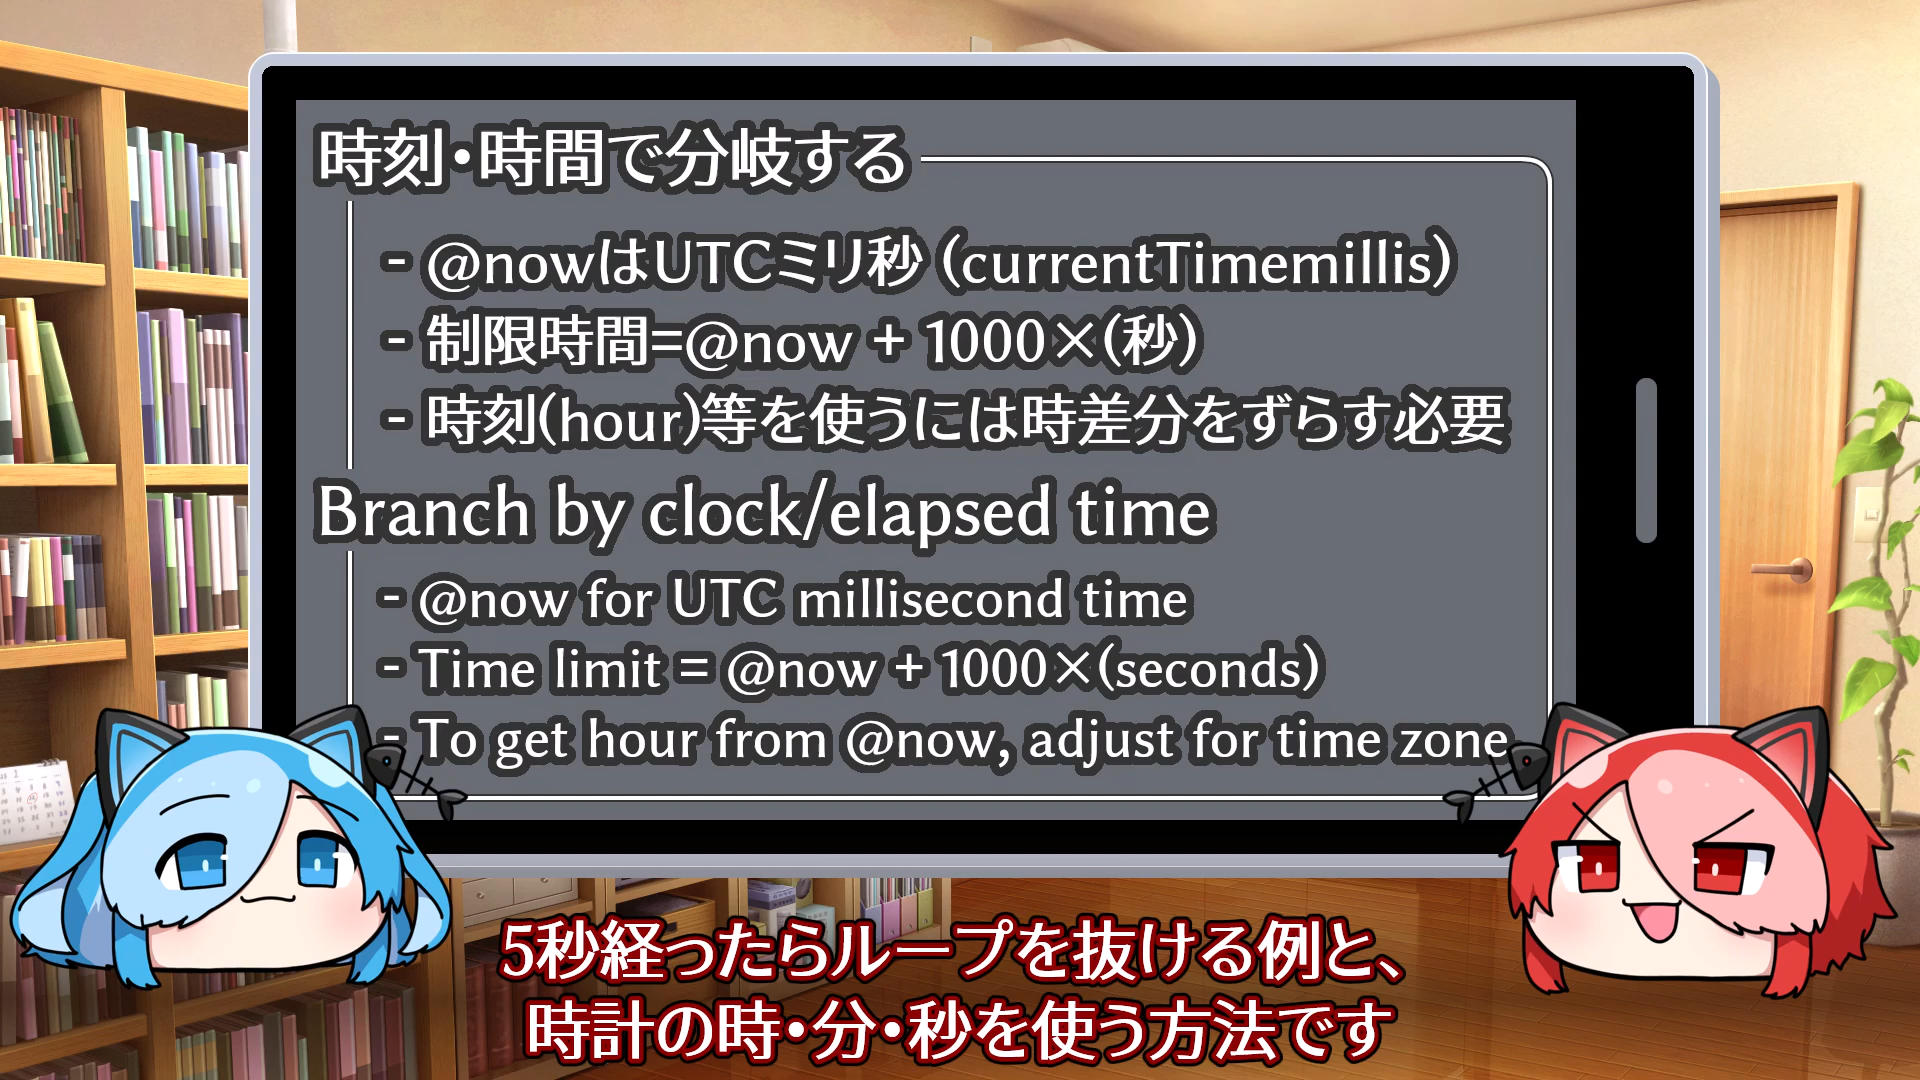 時刻・時間で分岐する
- @nowはUTCミリ秒 (currentTimemillis)
- 制限時間=@now + 1000×(秒)
- 時刻(hour)等を使うには時差分をずらす必要
Branch by clock/elapsed time
- @now for UTC millisecond time
- Time limit = @now + 1000×(seconds)
- To get hour from @now, adjust for time zone
5秒経ったらループを抜ける例と、
時計の時・分・秒を使う方法です